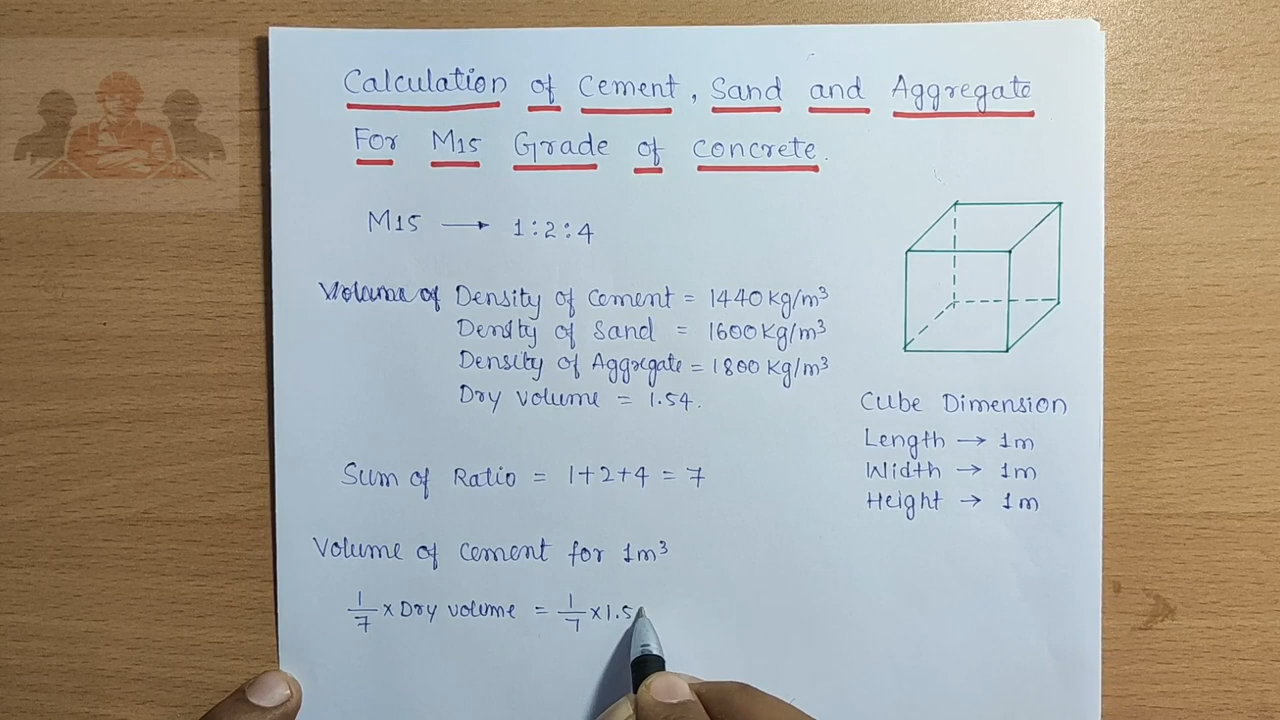 Calculation of Cement, Sand and Aggregate
For M15 Grade of Concrete.
M15 → 1:2:4
Volume of Density of Cement = 1440 kg/m³
Density of Sand = 1600 kg/m³
Density of Aggregate = 1800 kg/m³
Dry volume = 1.54.
Cube Dimension
Length → 1m
Width → 1m
Height → 1m
Sum of Ratio = 1+2+4 = 7
Volume of cement for 1m³
1/7 × Dry volume = 1/7 × 1.5